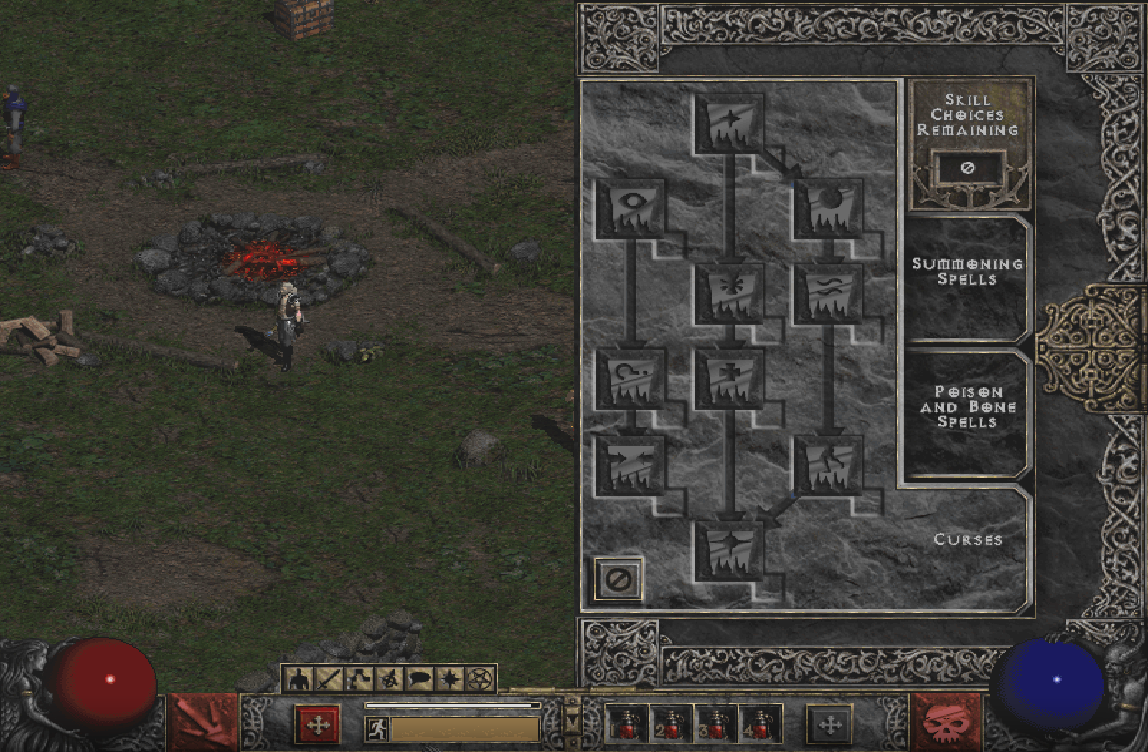 SKILL
CHOICES
REMAINING
0
SUMMONING
SPELLS
POISON
AND BONE
SPELLS
CURSES
1
2
3
4